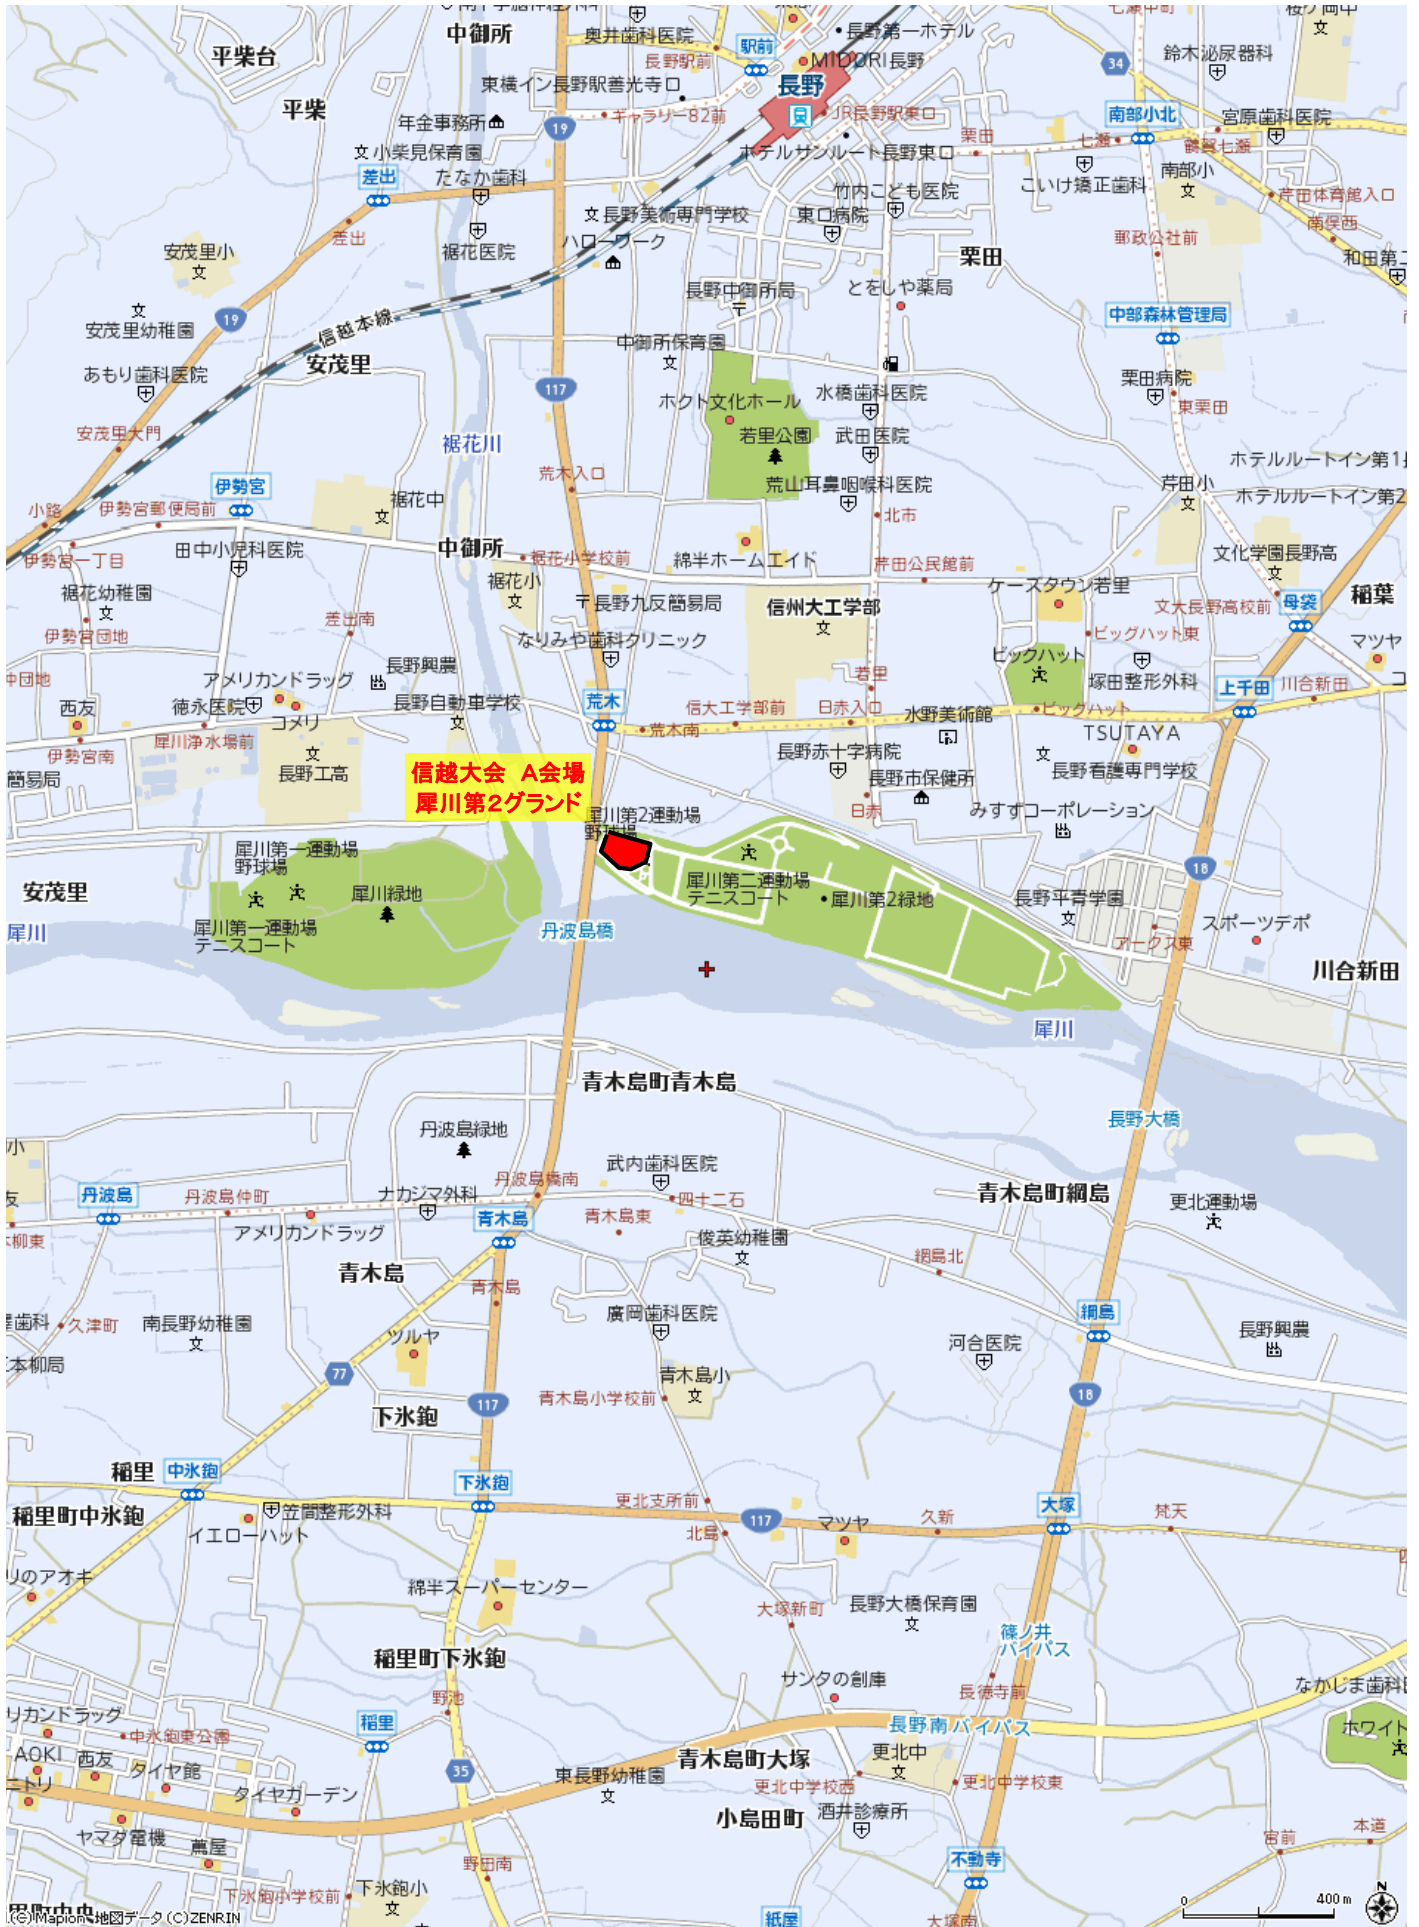 中御所
奥井歯科医院
駅前
長野第一ホテル
七瀬中町
平柴台
長野駅前
MIDORI長野
34
鈴木泌尿器科
東横イン長野駅善光寺口
長野
平柴
年金事務所
19
ギャラリー82前
JR長野駅東口
南部小北
宮原歯科医院
栗田
七瀬
鶴賀七瀬
小柴見保育園
ホテルサンルート長野東口
差出
たなか歯科
竹内こども医院
こいけ矯正歯科
南部小
芹田体育館入口
長野美術専門学校
東口病院
南俣西
差出
安茂里小
裾花医院
ハローワーク
栗田
郵政公社前
長野中御所局
とをしや薬局
19
信越本線
安茂里幼稚園
中部森林管理局
中御所保育園
安茂里
あもり歯科医院
117
ホクト文化ホール
水橋歯科医院
栗田病院
東栗田
安茂里大門
裾花川
若里公園
武田医院
荒木入口
荒山耳鼻咽喉科医院
芹田小
伊勢宮
裾花中
小路
伊勢宮郵便局前
北市
田中小児科医院
中御所
裾花小学校前
綿半ホームエイド
芹田公民館前
文化学園長野高
伊勢宮一丁目
裾花小
ケースタウン若里
裾花幼稚園
長野九反簡易局
信州大工学部
文大長野高校前
母袋
稲葉
伊勢宮団地
差出南
なりみや歯科クリニック
ビッグハット東
マツヤ
長野興農
ビックハット
アメリカンドラッグ
若里
塚田整形外科
上千田
川合新田
徳永医院
長野自動車学校
荒木
信大工学部前
日赤入口
水野美術館
ビックハット
西友
コメリ
荒木南
TSUTAYA
伊勢宮南
犀川浄水場前
長野赤十字病院
簡易局
長野工高
信越大会 A会場
犀川第2グランド
長野市保健所
長野看護専門学校
日赤
みすずコーポレーション
犀川第2運動場
野球場
犀川第一運動場
野球場
18
安茂里
犀川緑地
犀川第二運動場
テニスコート
犀川第2緑地
長野平青学園
犀川
犀川第一運動場
テニスコート
丹波島橋
アークス東
スポーツデポ
川合新田
犀川
青木島町青木島
長野大橋
丹波島緑地
武内歯科医院
丹波島
丹波島仲町
ナカジマ外科
丹波島橋南
四十二石
青木島町綱島
更北運動場
アメリカンドラッグ
青木島
青木島東
俊英幼稚園
青木島
網島北
青木島
久津町
南長野幼稚園
廣岡歯科医院
綱島
ツルヤ
河合医院
長野興農
77
青木島小
青木島小学校前
117
18
下氷鉋
稲里
中氷鉋
下氷鉋
更北支所前
稲里町中氷鉋
笠間整形外科
イエローハット
117
北島
マツヤ
久新
大塚
梵天
綿半スーパーセンター
大塚新町
長野大橋保育園
篠ノ井
バイパス
稲里町下氷鉋
サンタの創庫
野池
長徳寺前
稲里
長野南バイパス
中氷鉋東公園
AOKI
西友
タイヤ館
青木島町大塚
更北中
35
東長野幼稚園
更北中学校西
更北中学校東
タイヤガーデン
小島田町
酒井診療所
ヤマダ電機
蔦屋
宮前
本道
野田南
不動寺
下氷鉋小学校前
下氷鉋小
紙屋
大塚南
0
400m
N
(C) Mapion 地図データ (C)ZENRIN